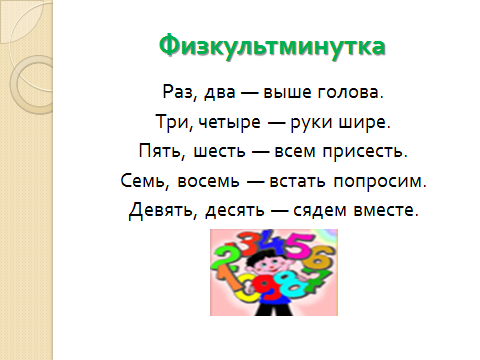 Физкультминутка
Раз, два — выше голова.
Три, четыре — руки шире.
Пять, шесть — всем присесть.
Семь, восемь — встать попросим.
Девять, десять — сядем вместе.